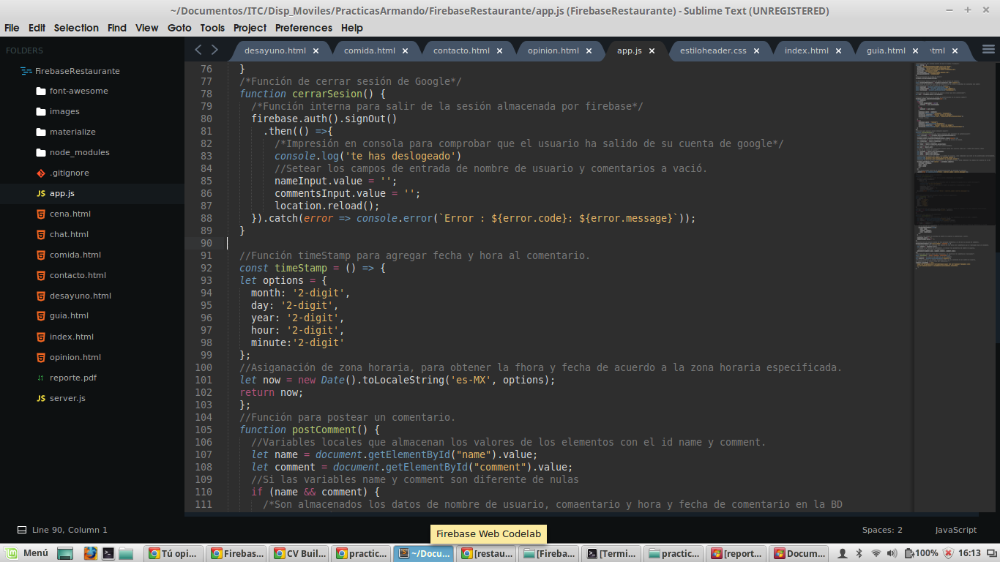 ~/Documentos/ITC/Disp_Moviles/PracticasArmando/FirebaseRestaurante/app.js (FirebaseRestaurante) - Sublime Text (UNREGISTERED)
File Edit Selection Find View Goto Tools Project Preferences Help
FOLDERS
FirebaseRestaurante
font-awesome
images
materialize
node_modules
.gitignore
JS app.js
cena.html
chat.html
comida.html
contacto.html
desayuno.html
guia.html
index.html
opinion.html
reporte.pdf
JS server.js
desayuno.html comida.html contacto.html opinion.html app.js estiloheader.css index.html guia.html :tml
76 }
77 /*Función de cerrar sesión de Google*/
78 function cerrarSesion() {
79 /*Función interna para salir de la sesión almacenada por firebase*/
80 firebase.auth().signOut()
81 .then(() =>{
82 /*Impresión en consola para comprobar que el usuario ha salido de su cuenta de google*/
83 console.log('te has deslogeado')
84 //Setear los campos de entrada de nombre de usuario y comentarios a vació.
85 nameInput.value = '';
86 commentsInput.value = '';
87 location.reload();
88 }).catch(error => console.error(`Error : ${error.code}: ${error.message}`));
89 }
90
91 //Función timeStamp para agregar fecha y hora al comentario.
92 const timeStamp = () => {
93 let options = {
94 month: '2-digit',
95 day: '2-digit',
96 year: '2-digit',
97 hour: '2-digit',
98 minute:'2-digit'
99 };
100 //Asiganación de zona horaria, para obtener la fhora y fecha de acuerdo a la zona horaria especificada.
101 let now = new Date().toLocaleString('es-MX', options);
102 return now;
103 };
104 //Función para postear un comentario.
105 function postComment() {
106 //Variables locales que almacenan los valores de los elementos con el id name y comment.
107 let name = document.getElementById("name").value;
108 let comment = document.getElementById("comment").value;
109 //Si las variables name y comment son diferente de nulas
110 if (name && comment) {
111 /*Son almacenados los datos de nombre de usuario, comaentario y hora y fecha de comentario en la BD
Line 90, Column 1
Spaces: 2 JavaScript
Firebase Web Codelab
Menú Tú opi... Firebas... CV Buil... practic... ~/Docu... [restau... [Fireba... [Termi... practic... [report... Docum... 100% 16:13